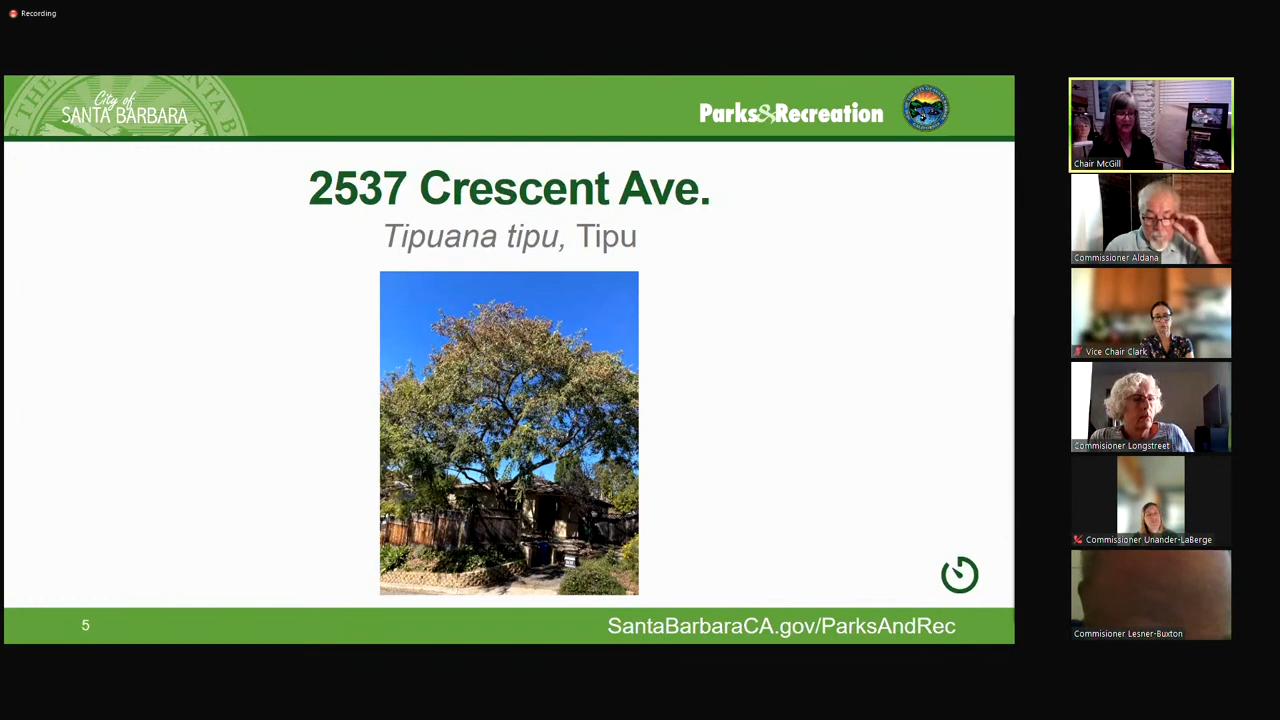 Recording
City of
SANTA BARBARA
Parks&Recreation
2537 Crescent Ave.
Tipuana tipu, Tipu
5
SantaBarbaraCA.gov/ParksAndRec
Chair McGill
Commissioner Aldana
Vice Chair Clark
Commisioner Longstreet
Commissioner Unander-LaBerge
Commisioner Lesner-Buxton